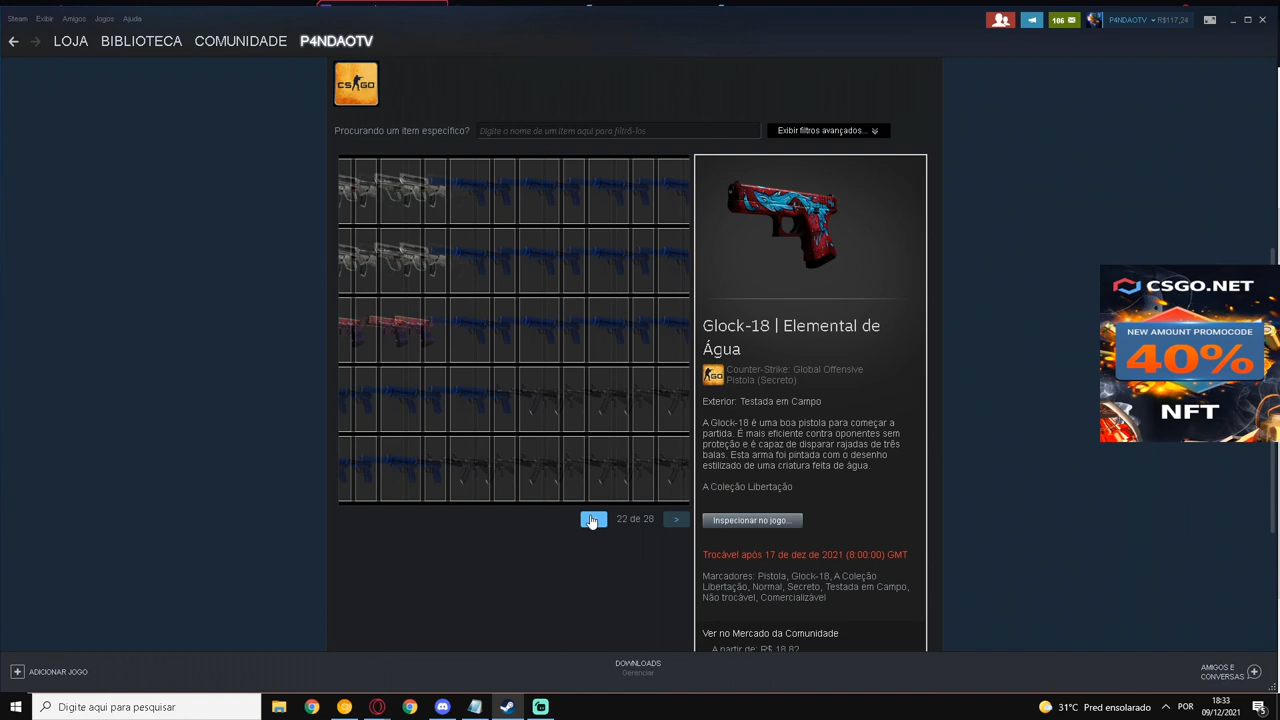 Steam Exibir Amigos Jogos Ajuda
106
P4NDAOTV R$117,24
LOJA BIBLIOTECA COMUNIDADE P4NDAOTV
CS GO
Procurando um item específico? Digite o nome de um item aqui para filtrá-los Exibir filtros avançados...
Glock-18 | Elemental de
Água
Counter-Strike: Global Offensive
Pistola (Secreto)
Exterior: Testada em Campo
A Glock-18 é uma boa pistola para começar a
partida. É mais eficiente contra oponentes sem
proteção e é capaz de disparar rajadas de três
balas. Esta arma foi pintada com o desenho
estilizado de uma criatura feita de água.
A Coleção Libertação
22 de 28 >
Inspecionar no jogo...
Trocável após 17 de dez de 2021 (8:00:00) GMT
Marcadores: Pistola, Glock-18, A Coleção
Libertação, Normal, Secreto, Testada em Campo,
Não trocável, Comercializável
Ver no Mercado da Comunidade
A partir de: R$ 18,82
CSGO.NET
NEW AMOUNT PROMOCODE
40%
NFT
ADICIONAR JOGO
DOWNLOADS
Gerenciar
AMIGOS E
CONVERSAS
Digite aqui para pesquisar
31°C Pred ensolarado
POR
18:33
09/12/2021